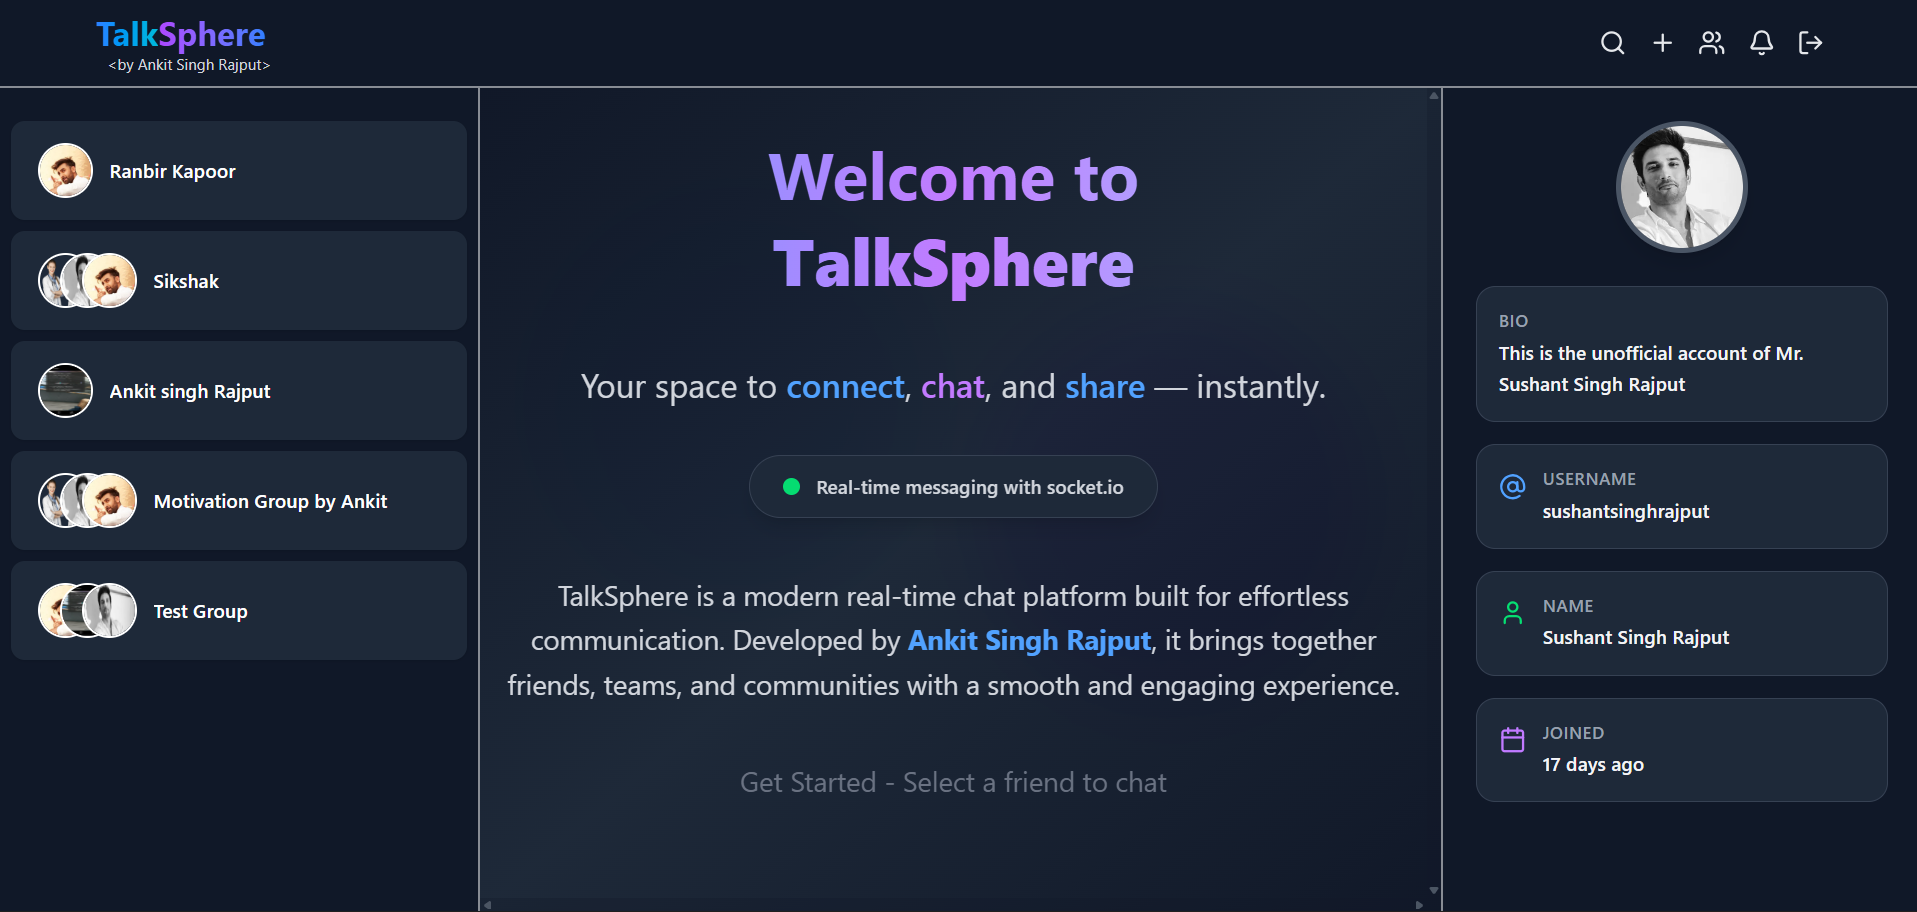 TalkSphere
<by Ankit Singh Rajput>
Ranbir Kapoor
Sikshak
Ankit singh Rajput
Motivation Group by Ankit
Test Group
Welcome to
TalkSphere
Your space to connect, chat, and share — instantly.
Real-time messaging with socket.io
TalkSphere is a modern real-time chat platform built for effortless
communication. Developed by Ankit Singh Rajput, it brings together
friends, teams, and communities with a smooth and engaging experience.
Get Started - Select a friend to chat
BIO
This is the unofficial account of Mr.
Sushant Singh Rajput
USERNAME
sushantsinghrajput
NAME
Sushant Singh Rajput
JOINED
17 days ago